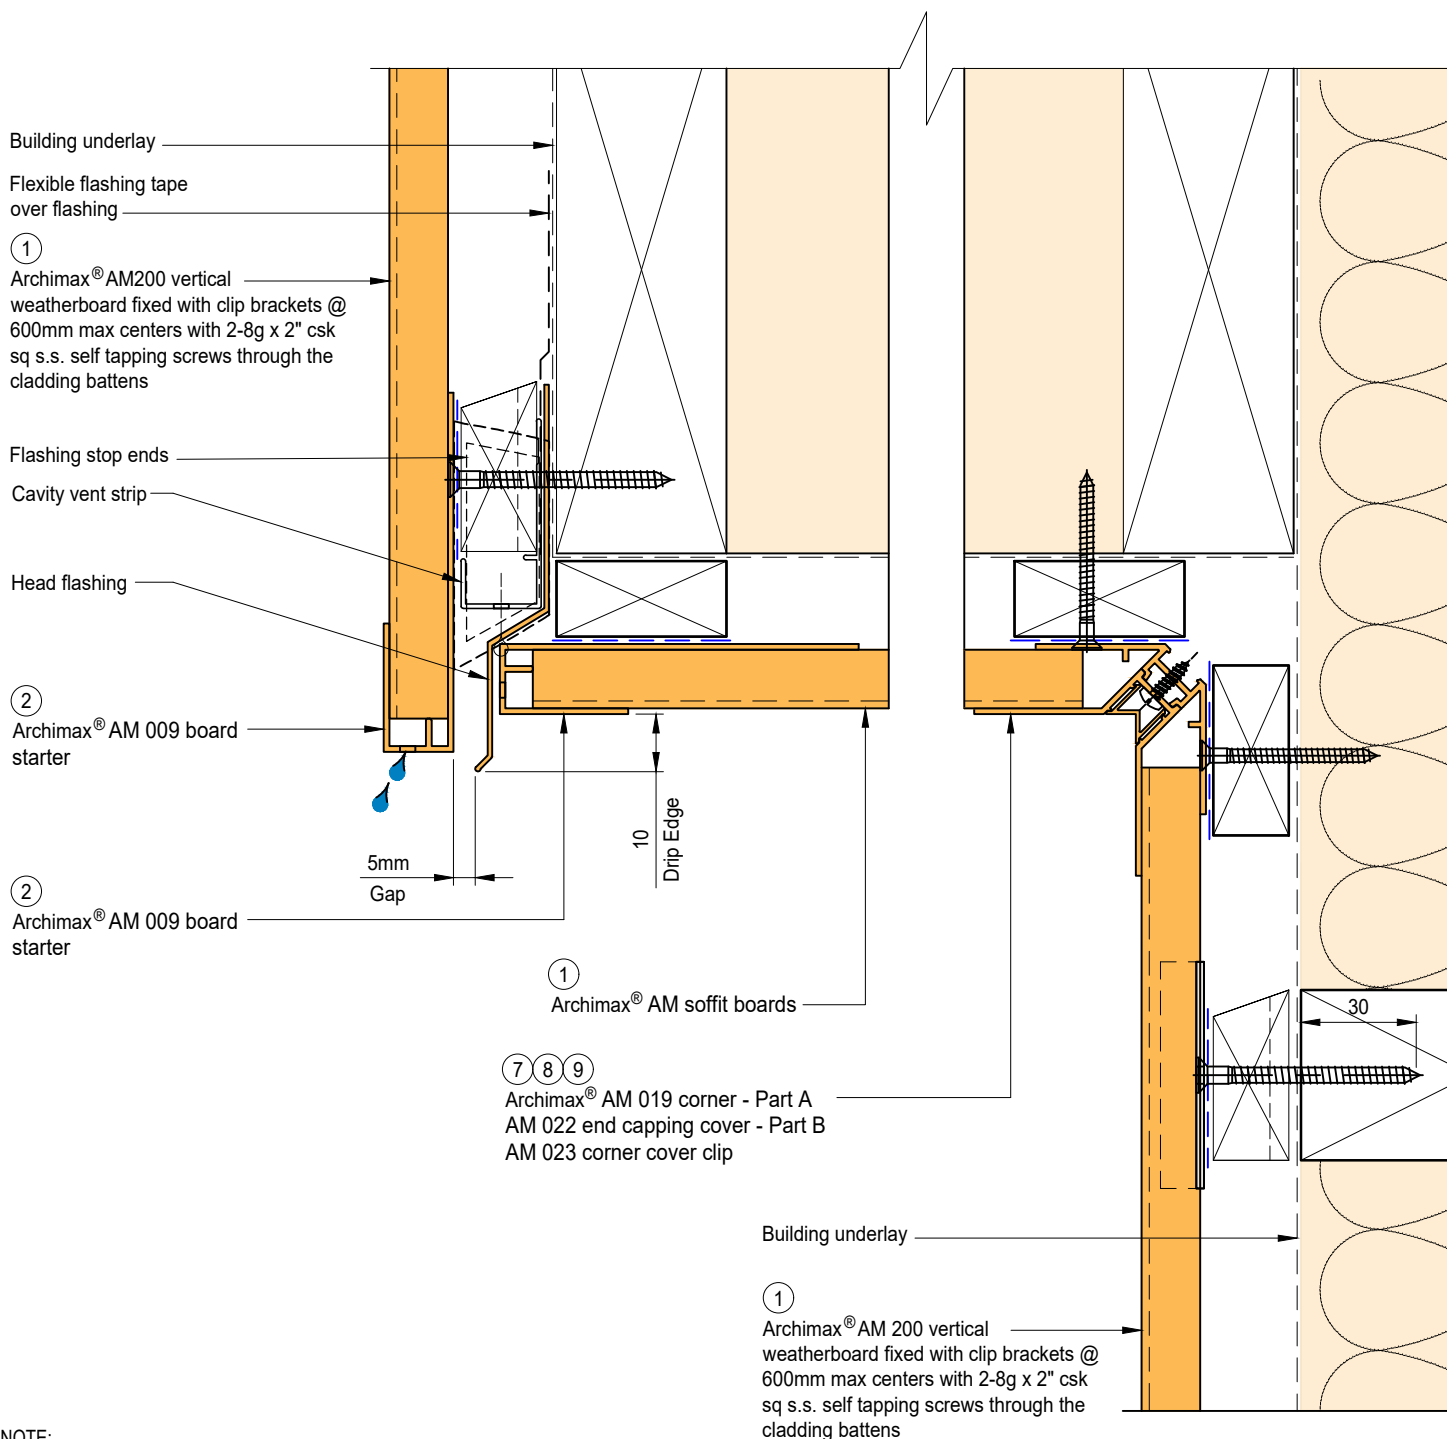 Building underlay
Flexible flashing tape
over flashing
1
Archimax® AM200 vertical
weatherboard fixed with clip brackets @
600mm max centers with 2-8g x 2" csk
sq s.s. self tapping screws through the
cladding battens
Flashing stop ends
Cavity vent strip
Head flashing
2
Archimax® AM 009 board
starter
5mm
Gap
10
Drip Edge
2
Archimax® AM 009 board
starter
1
Archimax® AM soffit boards
30
7 8 9
Archimax® AM 019 corner - Part A
AM 022 end capping cover - Part B
AM 023 corner cover clip
Building underlay
1
Archimax® AM 200 vertical
weatherboard fixed with clip brackets @
600mm max centers with 2-8g x 2" csk
sq s.s. self tapping screws through the
cladding battens
NOTE: